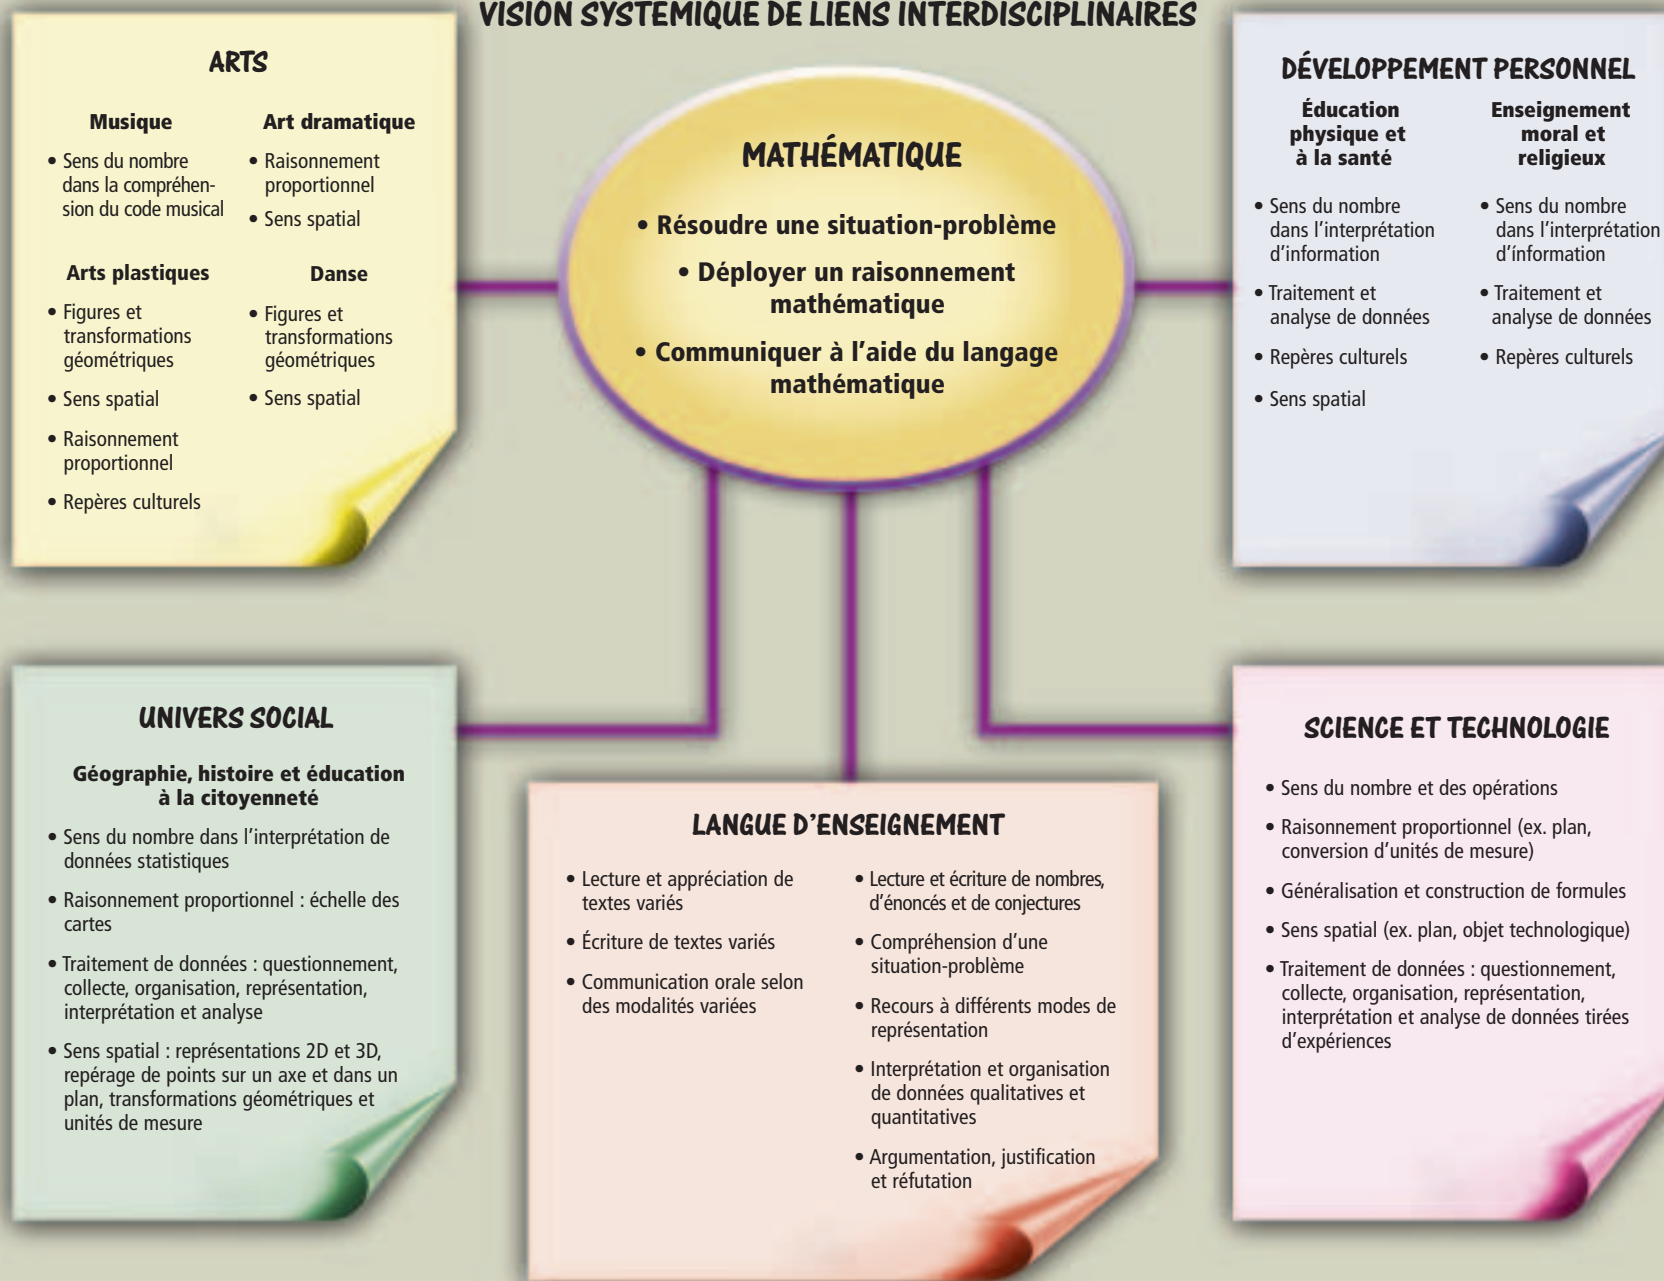 VISION SYSTÉMIQUE DE LIENS INTERDISCIPLINAIRES
ARTS
Musique
• Sens du nombre
dans la compréhen-
sion du code musical
Art dramatique
• Raisonnement
proportionnel
• Sens spatial
Arts plastiques
• Figures et
transformations
géométriques
• Sens spatial
• Raisonnement
proportionnel
• Repères culturels
Danse
• Figures et
transformations
géométriques
• Sens spatial
MATHÉMATIQUE
• Résoudre une situation-problème
• Déployer un raisonnement
mathématique
• Communiquer à l'aide du langage
mathématique
DÉVELOPPEMENT PERSONNEL
Éducation
physique et
à la santé
• Sens du nombre
dans l'interprétation
d'information
• Traitement et
analyse de données
• Repères culturels
• Sens spatial
Enseignement
moral et
religieux
• Sens du nombre
dans l'interprétation
d'information
• Traitement et
analyse de données
• Repères culturels
UNIVERS SOCIAL
Géographie, histoire et éducation
à la citoyenneté
• Sens du nombre dans l'interprétation de
données statistiques
• Raisonnement proportionnel : échelle des
cartes
• Traitement de données : questionnement,
collecte, organisation, représentation,
interprétation et analyse
• Sens spatial : représentations 2D et 3D,
repérage de points sur un axe et dans un
plan, transformations géométriques et
unités de mesure
LANGUE D'ENSEIGNEMENT
• Lecture et appréciation de
textes variés
• Écriture de textes variés
• Communication orale selon
des modalités variées
• Lecture et écriture de nombres,
d'énoncés et de conjectures
• Compréhension d'une
situation-problème
• Recours à différents modes de
représentation
• Interprétation et organisation
de données qualitatives et
quantitatives
• Argumentation, justification
et réfutation
SCIENCE ET TECHNOLOGIE
• Sens du nombre et des opérations
• Raisonnement proportionnel (ex. plan,
conversion d'unités de mesure)
• Généralisation et construction de formules
• Sens spatial (ex. plan, objet technologique)
• Traitement de données : questionnement,
collecte, organisation, représentation,
interprétation et analyse de données tirées
d'expériences